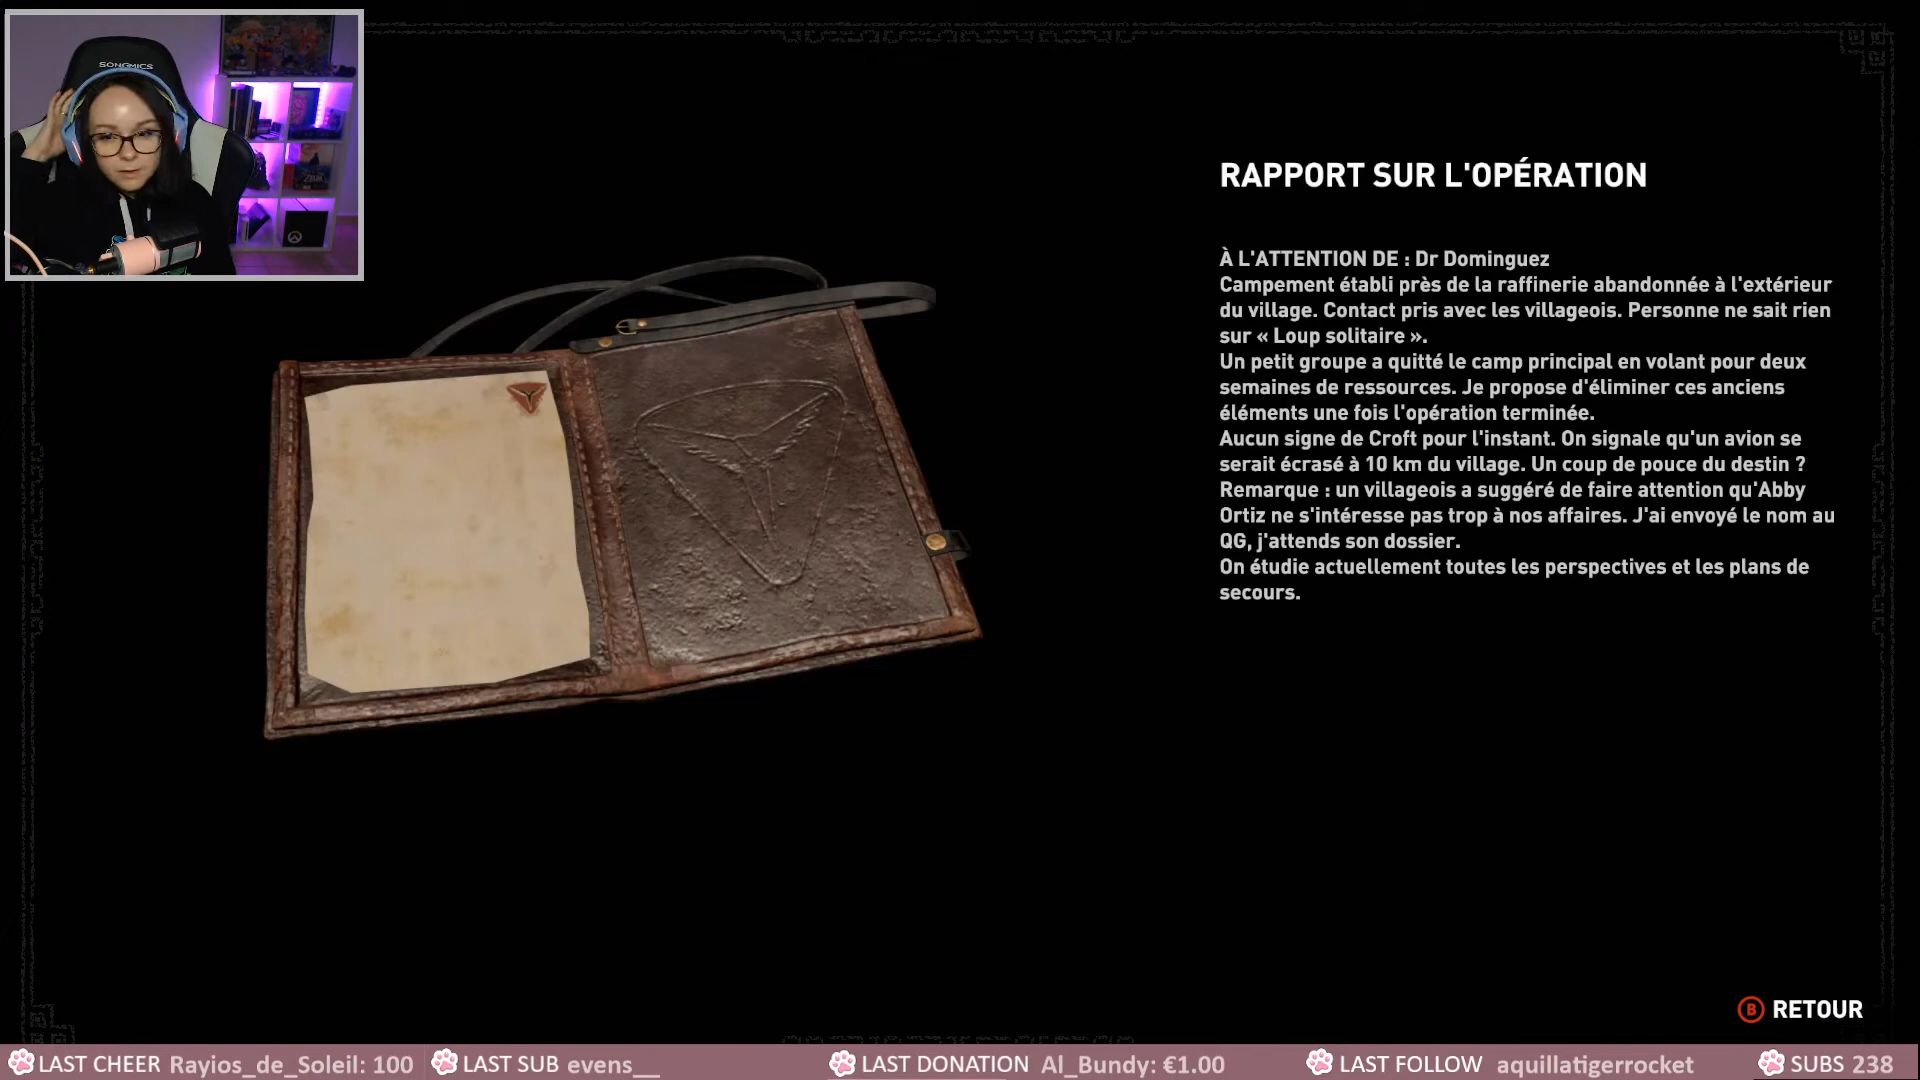 SONGMICS
RAPPORT SUR L'OPÉRATION
À L'ATTENTION DE : Dr Dominguez
Campement établi près de la raffinerie abandonnée à l'extérieur
du village. Contact pris avec les villageois. Personne ne sait rien
sur « Loup solitaire ».
Un petit groupe a quitté le camp principal en volant pour deux
semaines de ressources. Je propose d'éliminer ces anciens
éléments une fois l'opération terminée.
Aucun signe de Croft pour l'instant. On signale qu'un avion se
serait écrasé à 10 km du village. Un coup de pouce du destin ?
Remarque : un villageois a suggéré de faire attention qu'Abby
Ortiz ne s'intéresse pas trop à nos affaires. J'ai envoyé le nom au
QG, j'attends son dossier.
On étudie actuellement toutes les perspectives et les plans de
secours.
B RETOUR
LAST CHEER Rayios_de_Soleil: 100 LAST SUB evens__ LAST DONATION Al_Bundy: €1.00 LAST FOLLOW aquillatigerrocket SUBS 238